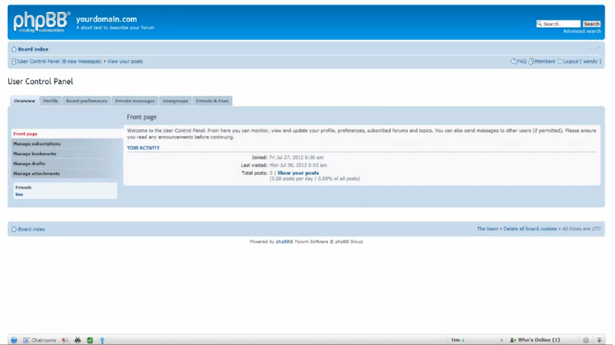 phpBB
creating communities
yourdomain.com
A short text to describe your forum
Search…
Search
Advanced search
Board index
User Control Panel (0 new messages) • View your posts
FAQ Members Logout [ wendy ]
User Control Panel
Overview Profile Board preferences Private messages Usergroups Friends & Foes
Front page
Front page
Manage subscriptions
Manage bookmarks
Manage drafts
Manage attachments
Friends
tim
Welcome to the User Control Panel. From here you can monitor, view and update your profile, preferences, subscribed forums and topics. You can also send messages to other users (if permitted). Please ensure
you read any announcements before continuing.
YOUR ACTIVITY
Joined: Fri Jul 27, 2012 6:36 am
Last visited: Mon Jul 30, 2012 6:53 am
Total posts: 0 | Show your posts
(0.00 posts per day / 0.00% of all posts)
Board index
The team • Delete all board cookies • All times are UTC
Powered by phpBB® Forum Software © phpBB Group
Chatrooms
Tim
x
Who's Online (1)